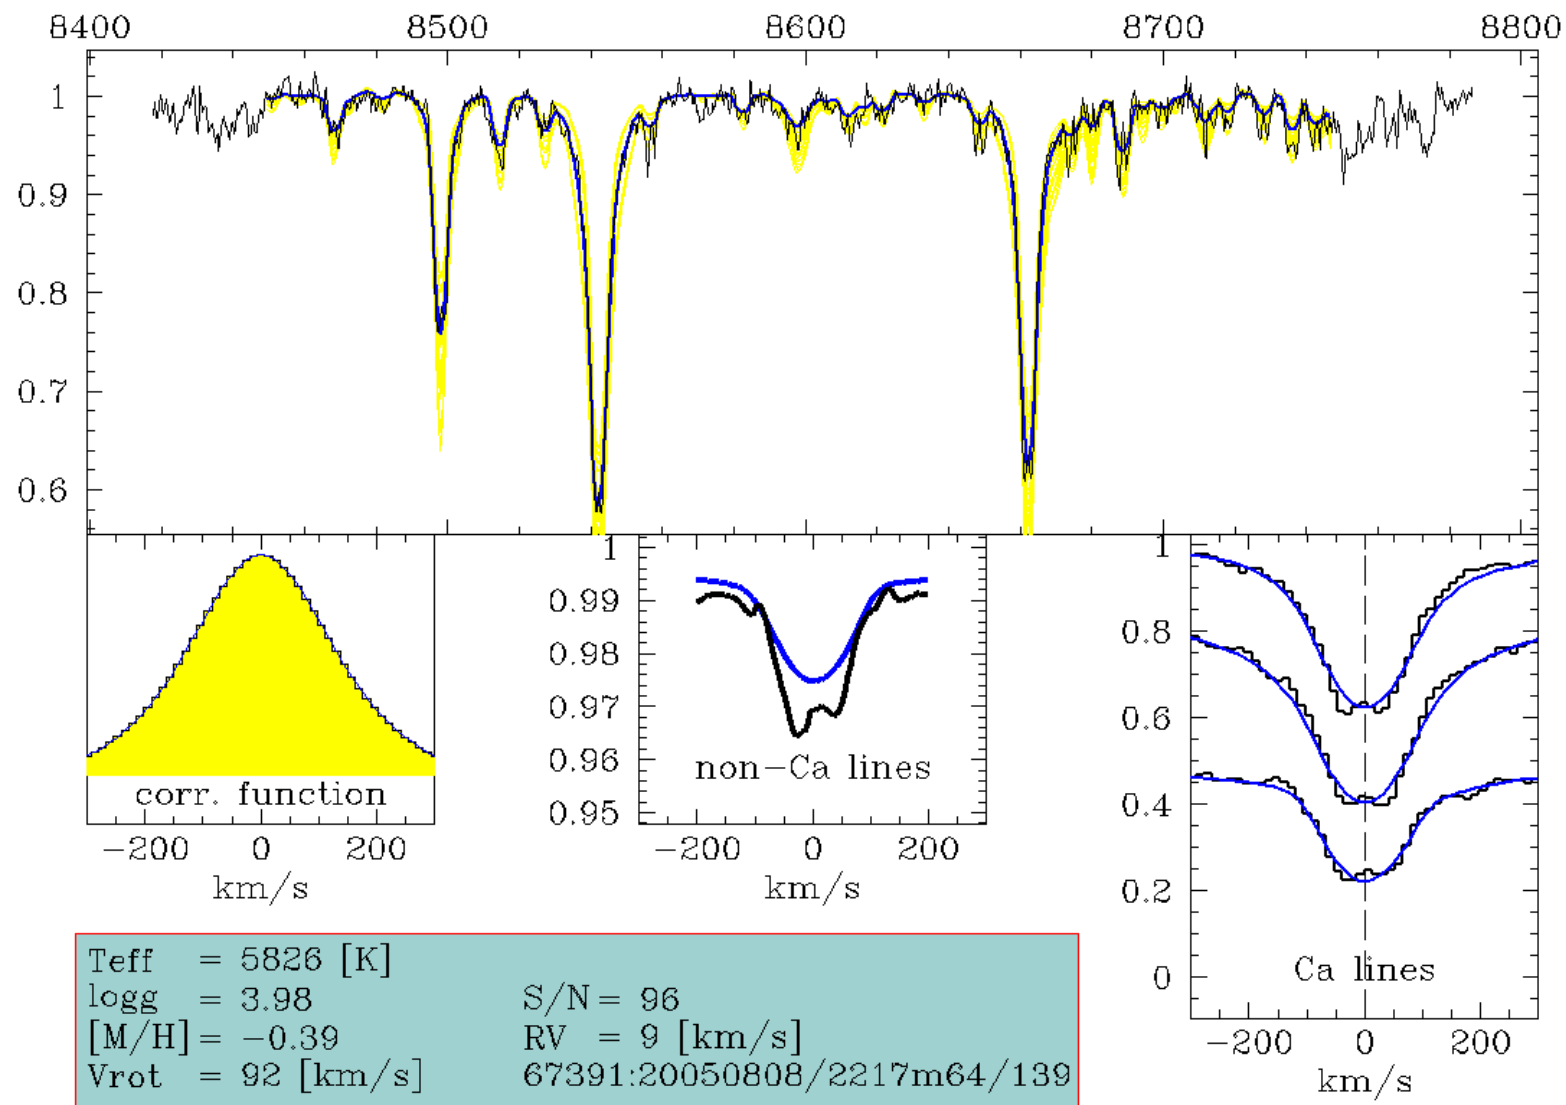 8400 8500 8600 8700 8800
1
0.9
0.8
0.7
0.6
corr. function
-200 0 200
km/s
1
0.99
0.98
0.97
0.96
0.95
non-Ca lines
-200 0 200
km/s
1
0.8
0.6
0.4
0.2
0
Ca lines
-200 0 200
km/s
Teff = 5826 [K]
logg = 3.98 S/N = 96
[M/H] = -0.39 RV = 9 [km/s]
Vrot = 92 [km/s] 67391:20050808/2217m64/139